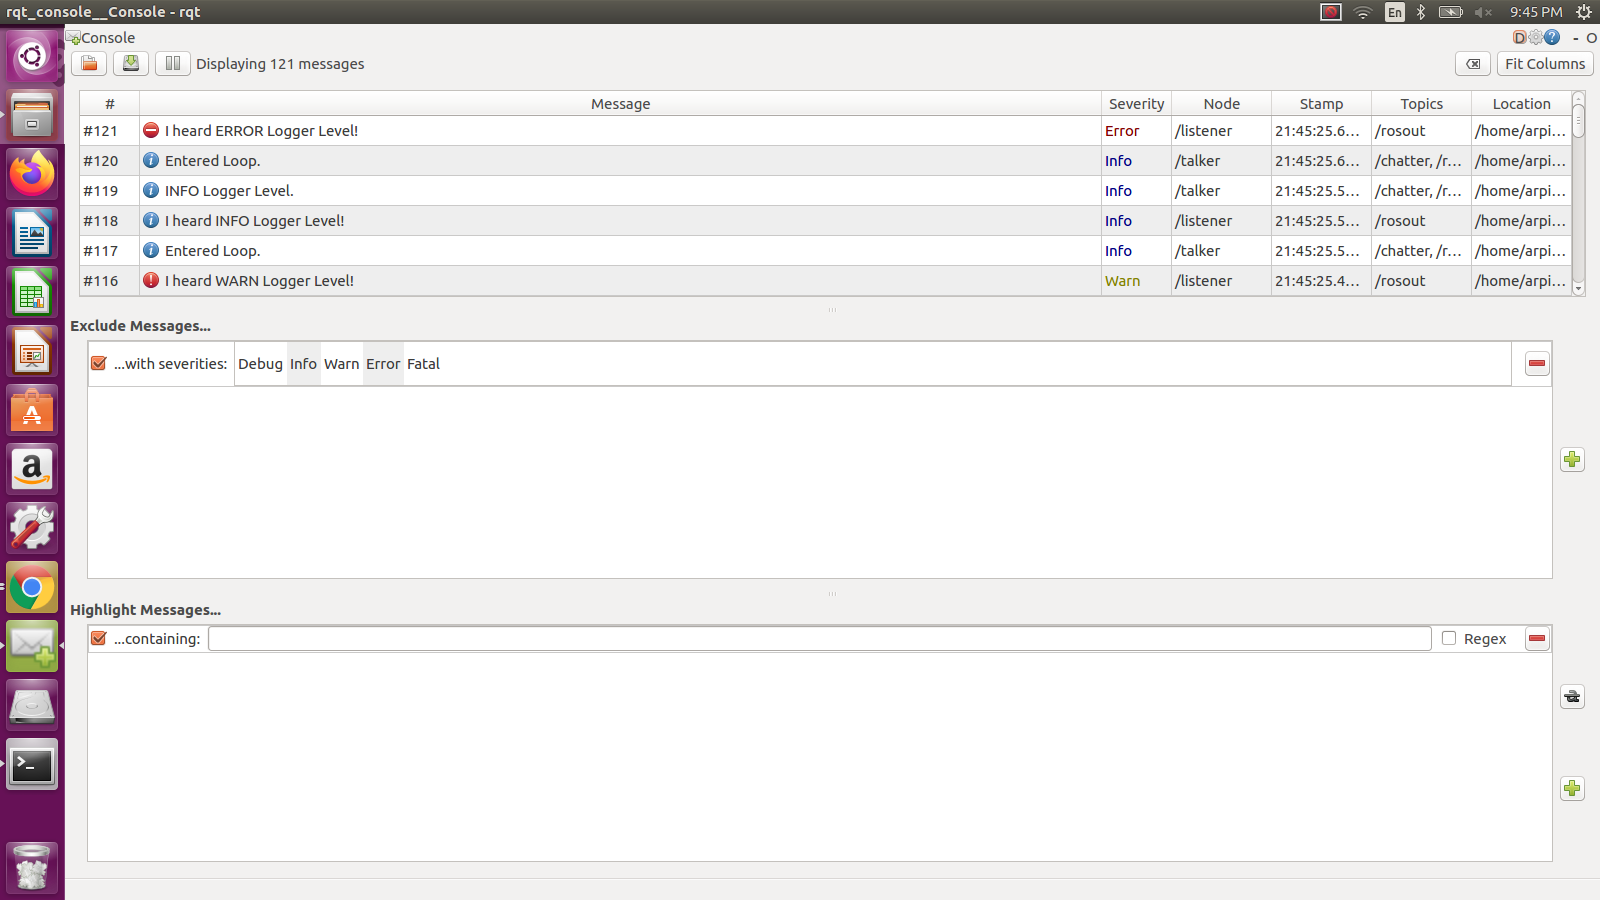 rqt_console__Console - rqt
En 9:45 PM
Console
D ? - O
Displaying 121 messages
Fit Columns
# Message Severity Node Stamp Topics Location
#121 I heard ERROR Logger Level! Error /listener 21:45:25.6... /rosout /home/arpi...
#120 Entered Loop. Info /talker 21:45:25.6... /chatter, /r... /home/arpi...
#119 INFO Logger Level. Info /talker 21:45:25.5... /chatter, /r... /home/arpi...
#118 I heard INFO Logger Level! Info /listener 21:45:25.5... /rosout /home/arpi...
#117 Entered Loop. Info /talker 21:45:25.5... /chatter, /r... /home/arpi...
#116 I heard WARN Logger Level! Warn /listener 21:45:25.4... /rosout /home/arpi...
Exclude Messages...
...with severities: Debug Info Warn Error Fatal
Highlight Messages...
...containing: Regex